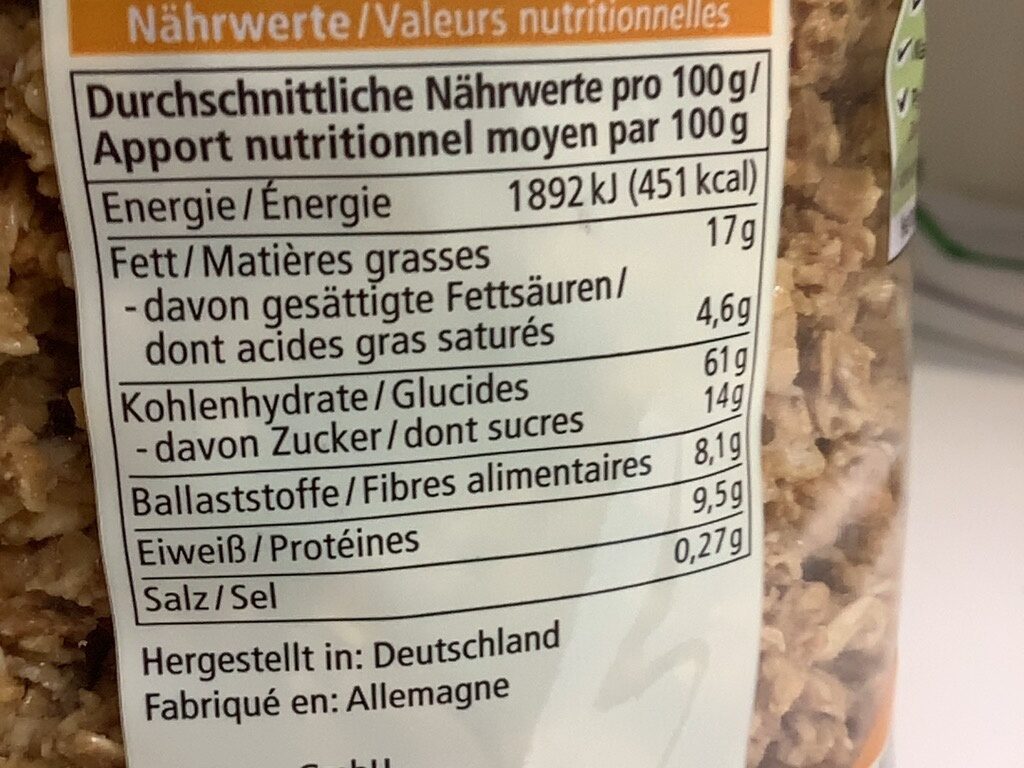 Nährwerte/Valeurs nutritionnelles
Durchschnittliche Nährwerte pro 100g/
Apport nutritionnel moyen par 100g
Energie/Énergie 1892 kJ (451 kcal)
Fett/Matières grasses 17g
- davon gesättigte Fettsäuren/
dont acides gras saturés 4,6g
Kohlenhydrate/Glucides 61g
- davon Zucker/dont sucres 14g
Ballaststoffe/Fibres alimentaires 8,1g
Eiweiß/Protéines 9,5g
Salz/Sel 0,27g
Hergestellt in: Deutschland
Fabriqué en: Allemagne